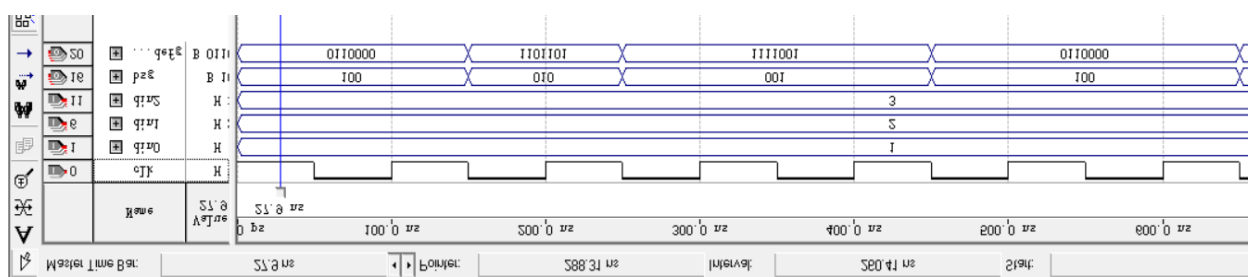 Master Time Bar: 27.9 ns Pointer: 288.31 ns Interval: 260.41 ns Start:
A Name Value 0 ps 100.0 ns 200.0 ns 300.0 ns 400.0 ns 500.0 ns 600.0 ns
27.9 27.9 ns
0 clk H
1 din0 H 1
6 din1 H 2
11 din2 H 3
16 bsg B 100 010 001 100
20 ...defg B 0110000 1101101 1111001 0110000